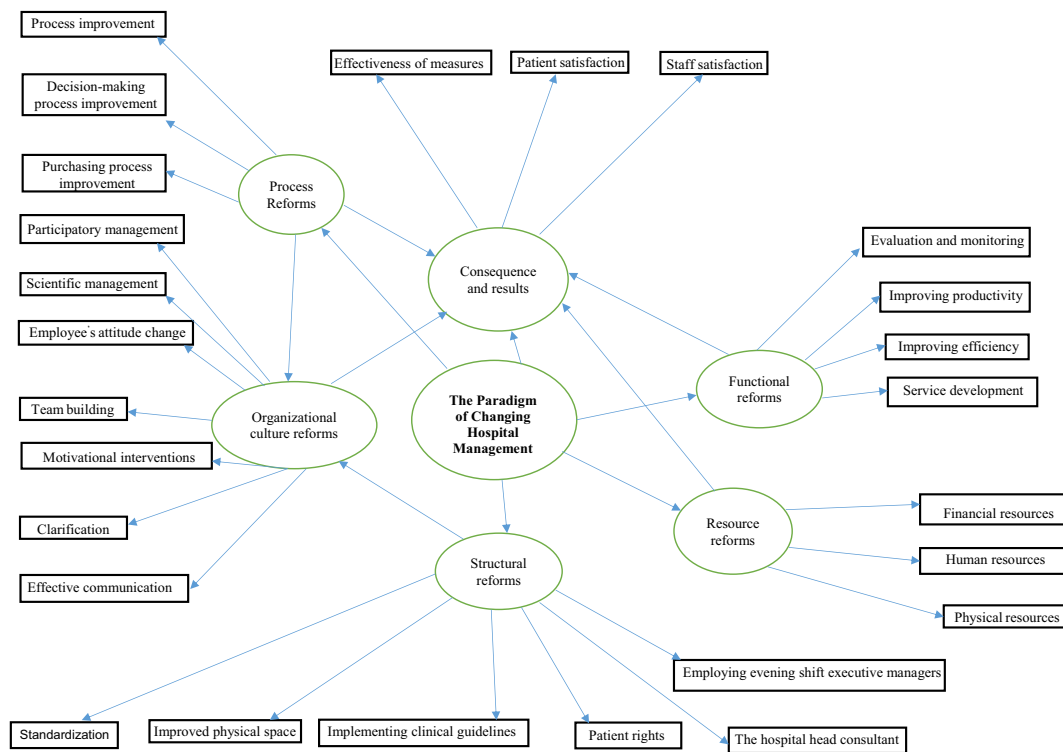 Process improvement
Effectiveness of measures
Patient satisfaction
Staff satisfaction
Decision-making
process improvement
Purchasing process
improvement
Process
Reforms
Participatory management
Scientific management
Employee's attitude change
Team building
Motivational interventions
Clarification
Effective communication
Organizational
culture reforms
Consequence
and results
The Paradigm
of Changing
Hospital
Management
Evaluation and monitoring
Improving productivity
Improving efficiency
Service development
Functional
reforms
Resource
reforms
Financial resources
Human resources
Physical resources
Structural
reforms
Employing evening shift executive managers
Standardization
Improved physical space
Implementing clinical guidelines
Patient rights
The hospital head consultant